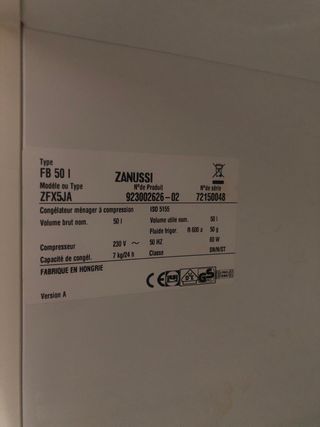 Type
FB 50 I
ZANUSSI
Modèle ou Type N°de Produit N°de série
ZFX5JA 923002626-02 72150048
Congélateur ménager à compression ISO 5155
Volume brut nom. 50 l Volume utile nom. 50 l
Fluide frigor. R 600 a 50 g
Compresseur 230 V ~ 50 HZ 60 W
Capacité de congél. 7 kg/24 h Classe SN/N/ST
FABRIQUE EN HONGRIE
CE GS
Version A